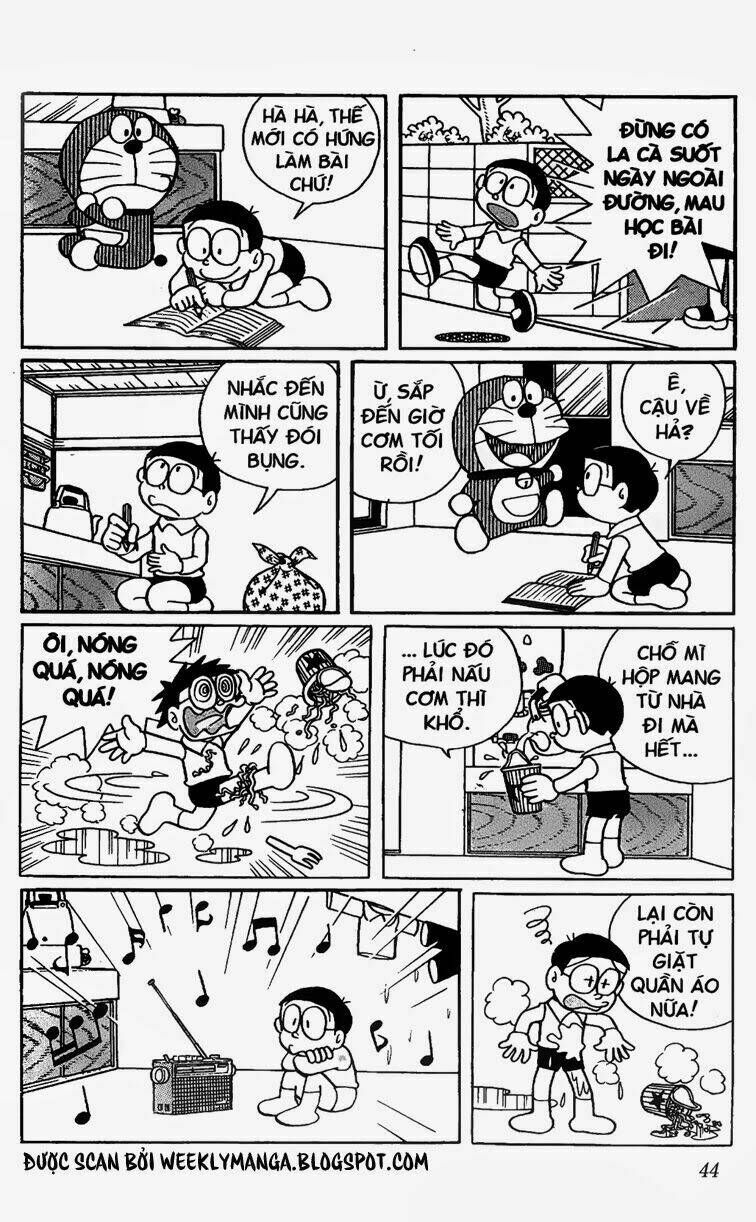 ĐỪNG CÓ
LA CÀ SUỐT
NGÀY NGOÀI
ĐƯỜNG, MAU
HỌC BÀI
ĐI!
HÀ HÀ, THẾ
MỚI CÓ HỨNG
LÀM BÀI
CHỨ!
Ê,
CẬU VỀ
HẢ?
Ừ, SẮP
ĐẾN GIỜ
CƠM TỐI
RỒI!
NHẮC ĐẾN
MÌNH CŨNG
THẤY ĐÓI
BỤNG.
CHỖ MÌ
HỘP MANG
TỪ NHÀ
ĐI MÀ
HẾT...
... LÚC ĐÓ
PHẢI NẤU
CƠM THÌ
KHỔ.
ÔI, NÓNG
QUÁ, NÓNG
QUÁ!
LẠI CÒN
PHẢI TỰ
GIẶT
QUẦN ÁO
NỮA!
ĐƯỢC SCAN BỞI WEEKLYMANGA.BLOGSPOT.COM
44